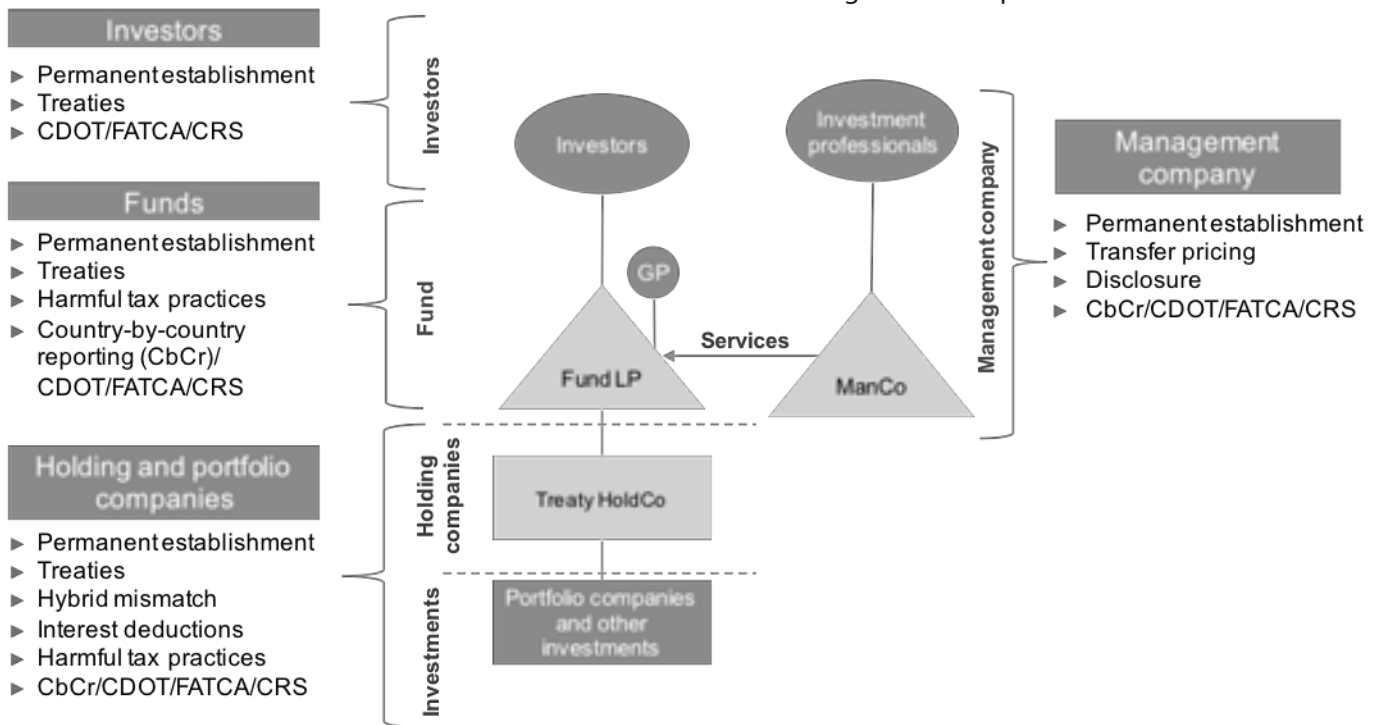 Investors
► Permanent establishment
► Treaties
► CDOT/FATCA/CRS
Funds
► Permanent establishment
► Treaties
► Harmful tax practices
► Country-by-country
reporting (CbCr)/
CDOT/FATCA/CRS
Holding and portfolio
companies
► Permanent establishment
► Treaties
► Hybrid mismatch
► Interest deductions
► Harmful tax practices
► CbCr/CDOT/FATCA/CRS
Investors
Fund
Holding
companies
Investments
Investors
GP
Fund LP
Services
Treaty HoldCo
Portfolio companies
and other
investments
Investment
professionals
ManCo
Management company
Management
company
► Permanent establishment
► Transfer pricing
► Disclosure
► CbCr/CDOT/FATCA/CRS